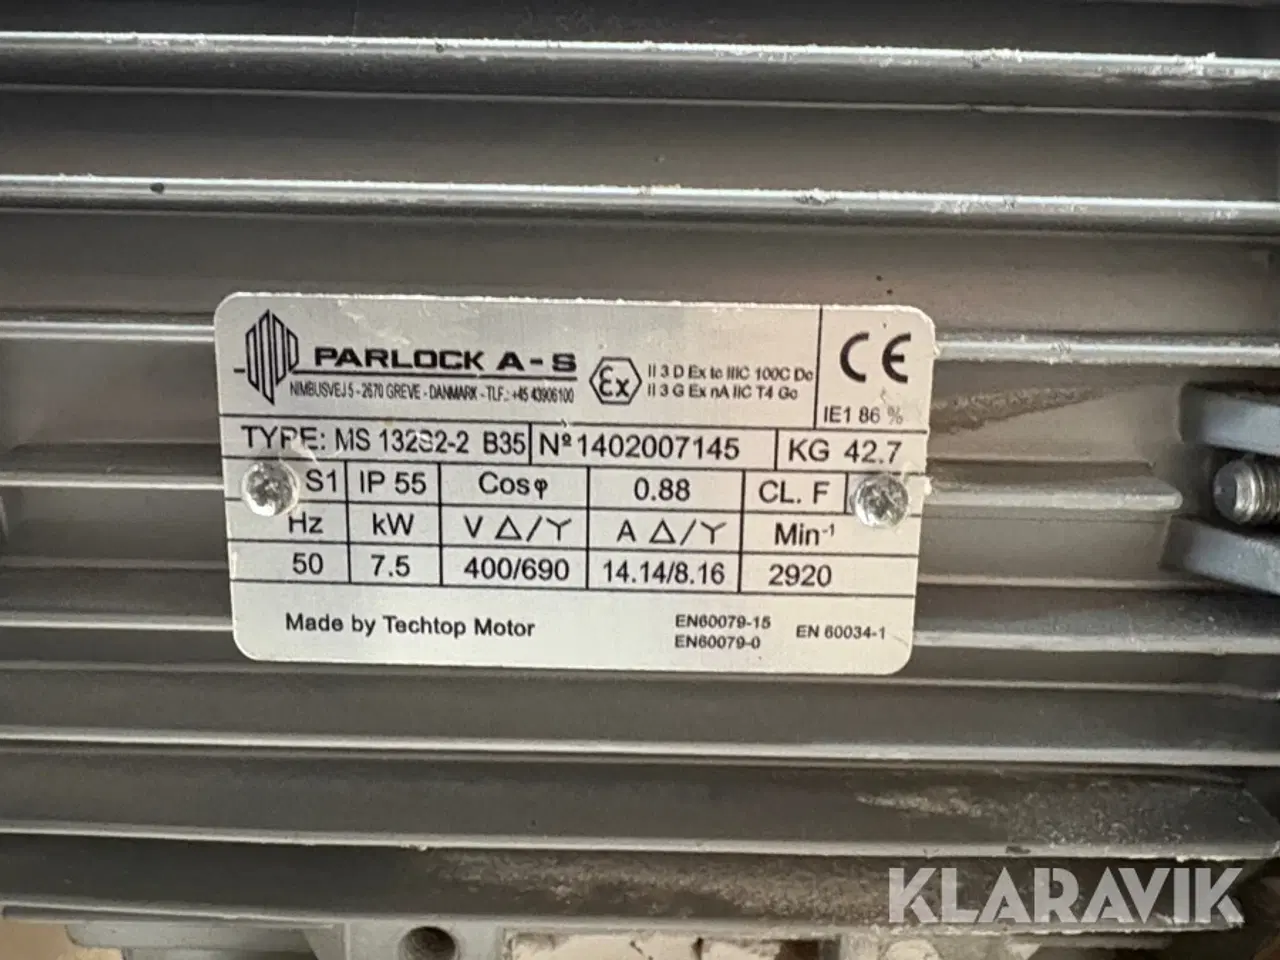 PARLOCK A-S
NIMBUSVEJ 5 - 2670 GREVE - DANMARK - TLF.: +45 43906100
Ex
II 3 D Ex tc IIIC 100C Dc
II 3 G Ex nA IIC T4 Gc
CE
IE1 86 %
TYPE: MS 132S2-2 B35 Nº 1402007145 KG 42.7
S1 IP 55 Cosφ 0.88 CL. F
Hz kW V Δ/Y A Δ/Y Min-1
50 7.5 400/690 14.14/8.16 2920
Made by Techtop Motor
EN60079-15
EN60079-0
EN 60034-1
KLARAVIK